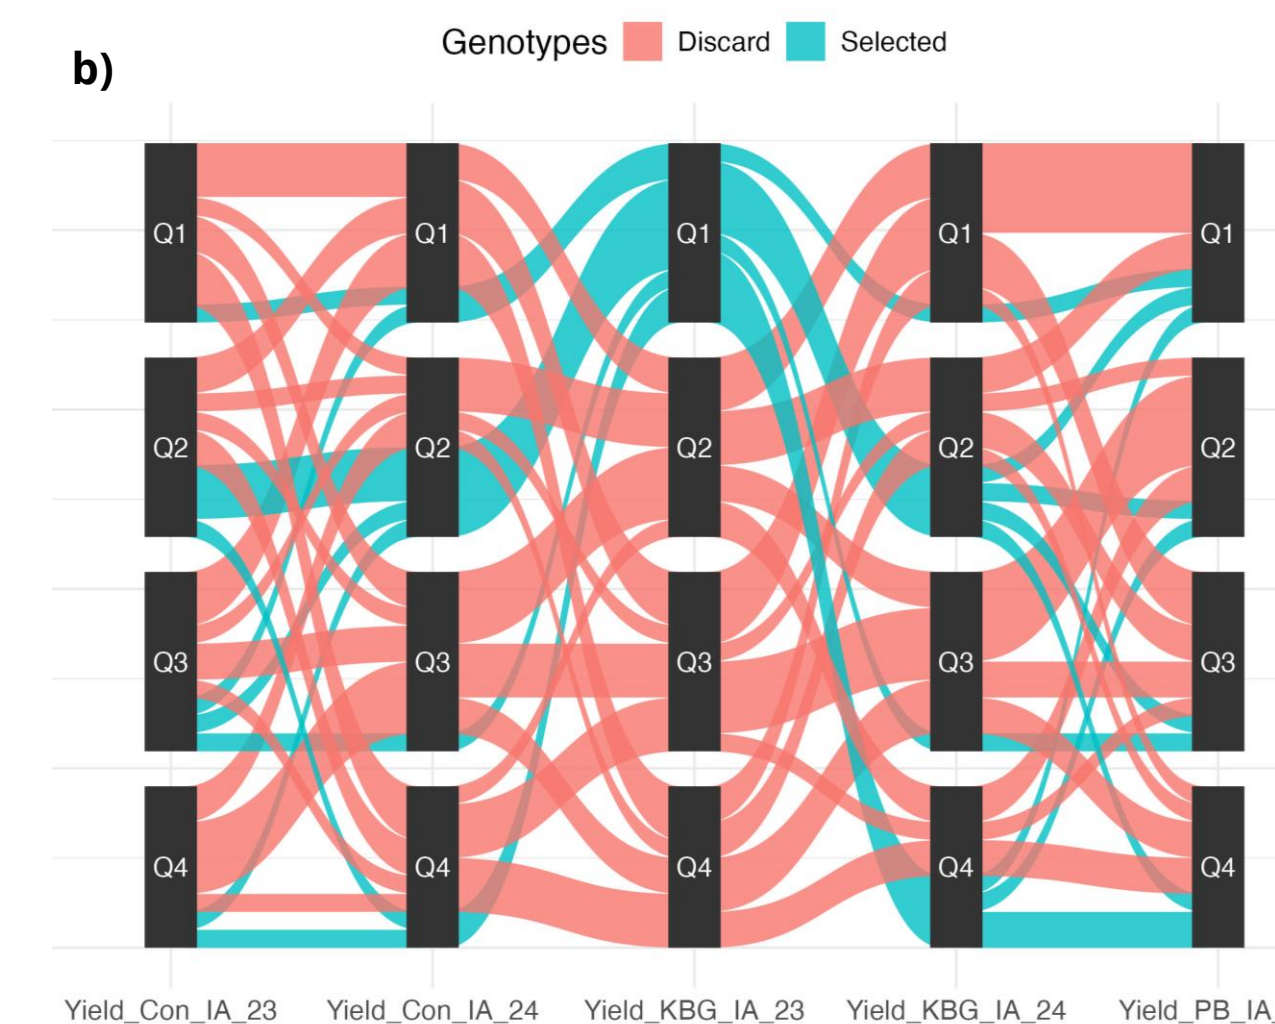 Genotypes Discard Selected
b)
Q1 Q1 Q1 Q1 Q1
Q2 Q2 Q2 Q2 Q2
Q3 Q3 Q3 Q3 Q3
Q4 Q4 Q4 Q4 Q4
Yield_Con_IA_23 Yield_Con_IA_24 Yield_KBG_IA_23 Yield_KBG_IA_24 Yield_PB_IA_